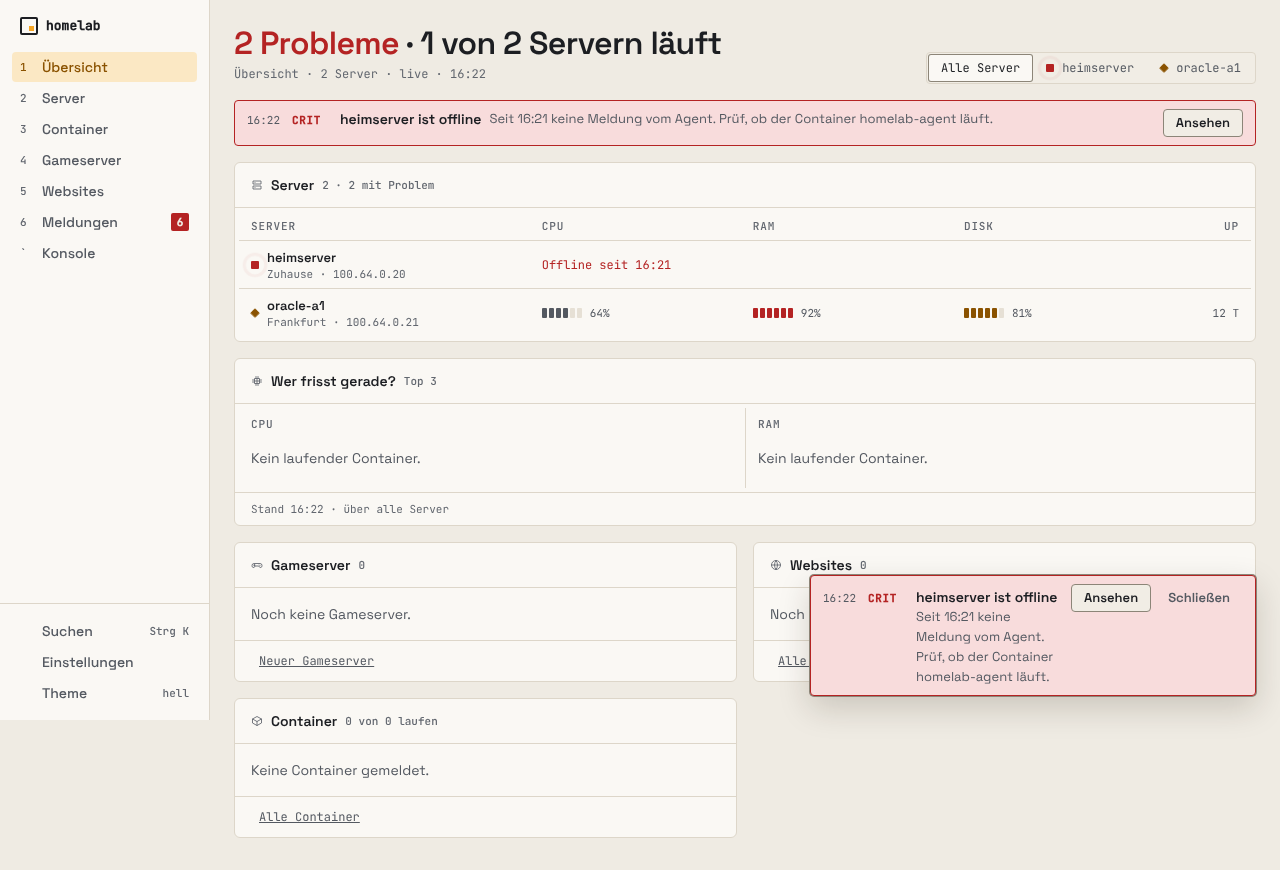 homelab
1 Übersicht
2 Server
3 Container
4 Gameserver
5 Websites
6 Meldungen 6
` Konsole
Suchen Strg K
Einstellungen
Theme hell
2 Probleme · 1 von 2 Servern läuft
Übersicht · 2 Server · live · 16:22
Alle Server heimserver oracle-a1
16:22 CRIT heimserver ist offline Seit 16:21 keine Meldung vom Agent. Prüf, ob der Container homelab-agent läuft. Ansehen
Server 2 · 2 mit Problem
SERVER CPU RAM DISK UP
heimserver
Zuhause · 100.64.0.20
Offline seit 16:21
oracle-a1
Frankfurt · 100.64.0.21
64% 92% 81% 12 T
Wer frisst gerade? Top 3
CPU
Kein laufender Container.
RAM
Kein laufender Container.
Stand 16:22 · über alle Server
Gameserver 0
Noch keine Gameserver.
Neuer Gameserver
Websites 0
Noch
Alle
16:22 CRIT heimserver ist offline Ansehen Schließen
Seit 16:21 keine
Meldung vom Agent.
Prüf, ob der Container
homelab-agent läuft.
Container 0 von 0 laufen
Keine Container gemeldet.
Alle Container